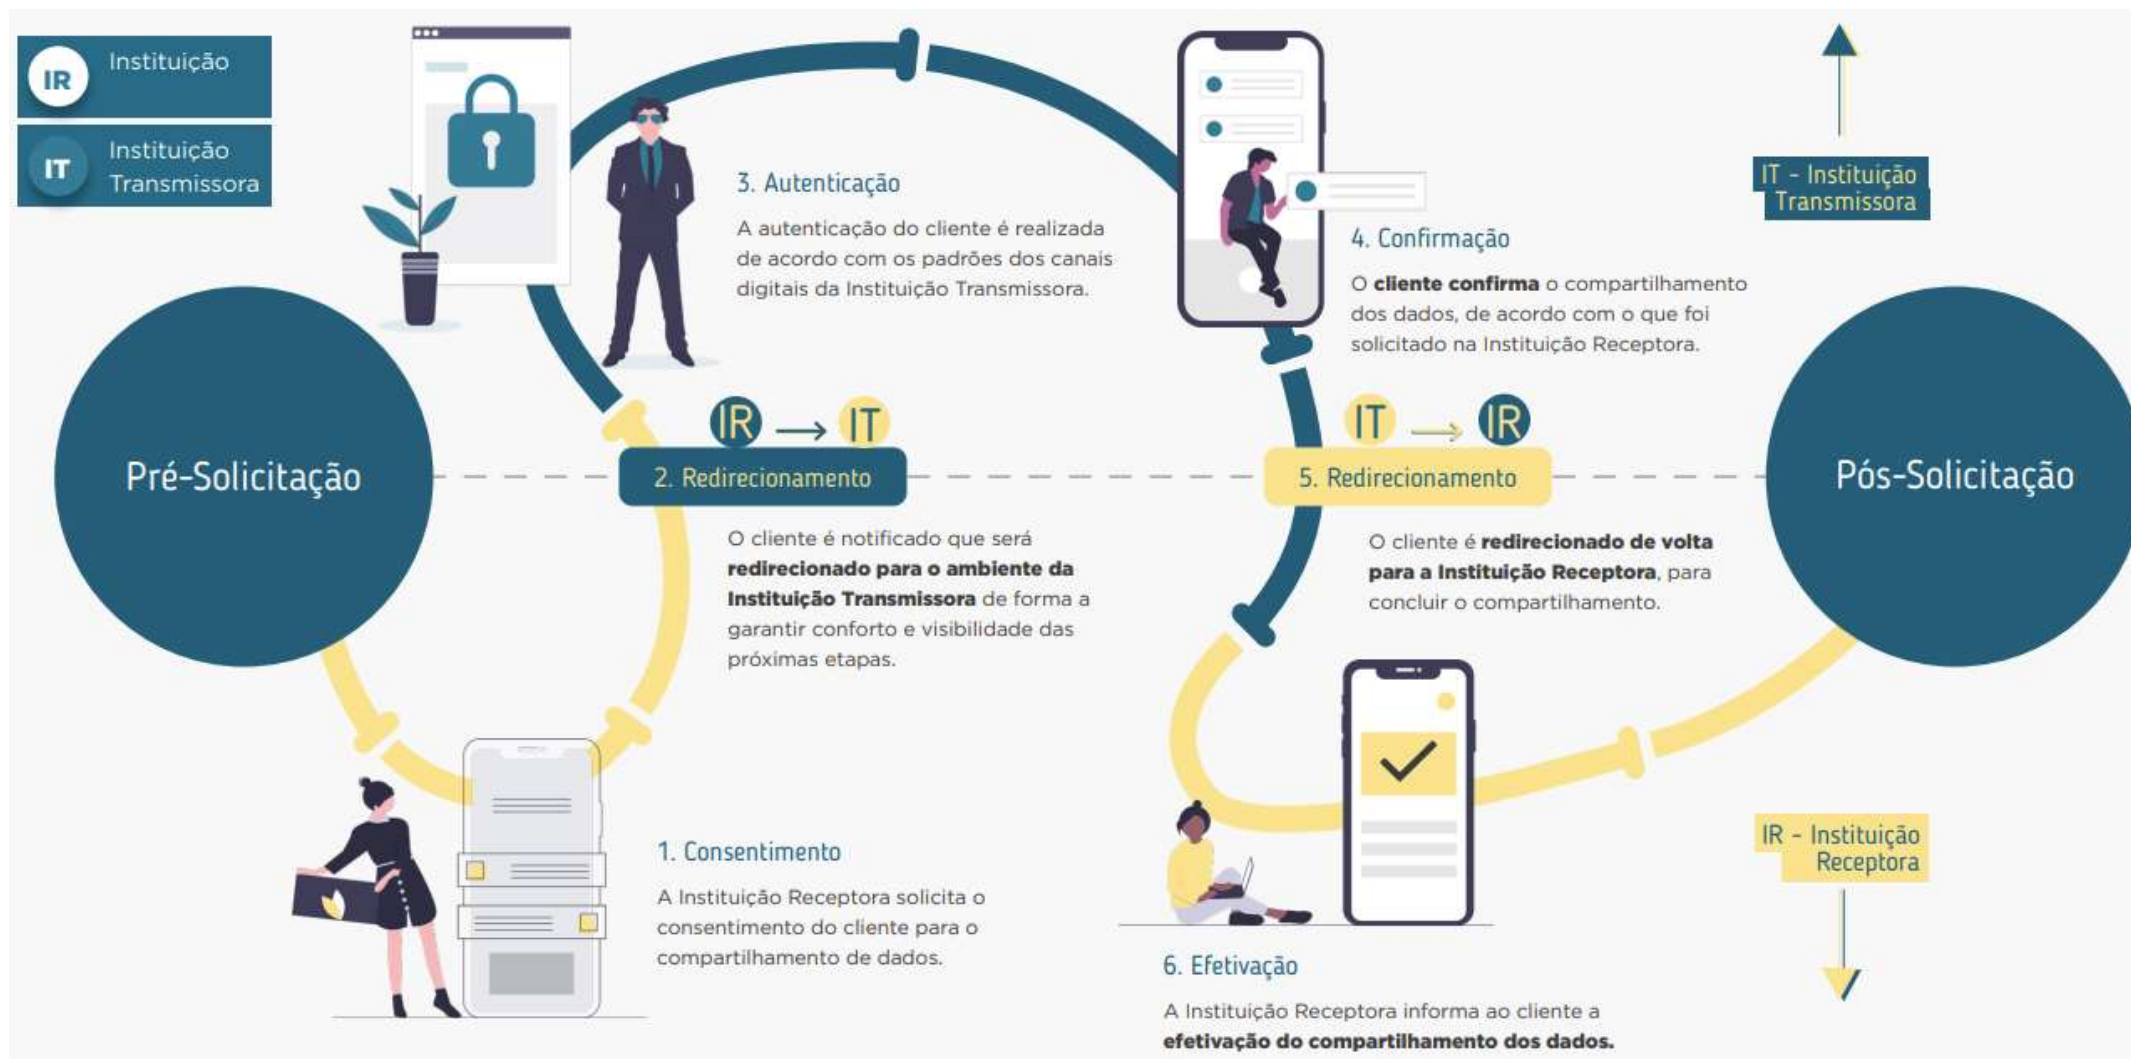 IR
Instituição
IT
Instituição
Transmissora
3. Autenticação
A autenticação do cliente é realizada
de acordo com os padrões dos canais
digitais da Instituição Transmissora.
4. Confirmação
O cliente confirma o compartilhamento
dos dados, de acordo com o que foi
solicitado na Instituição Receptora.
IT - Instituição
Transmissora
Pré-Solicitação
IR → IT
2. Redirecionamento
O cliente é notificado que será
redirecionado para o ambiente da
Instituição Transmissora de forma a
garantir conforto e visibilidade das
próximas etapas.
IT → IR
5. Redirecionamento
O cliente é redirecionado de volta
para a Instituição Receptora, para
concluir o compartilhamento.
Pós-Solicitação
1. Consentimento
A Instituição Receptora solicita o
consentimento do cliente para o
compartilhamento de dados.
6. Efetivação
A Instituição Receptora informa ao cliente a
efetivação do compartilhamento dos dados.
IR - Instituição
Receptora